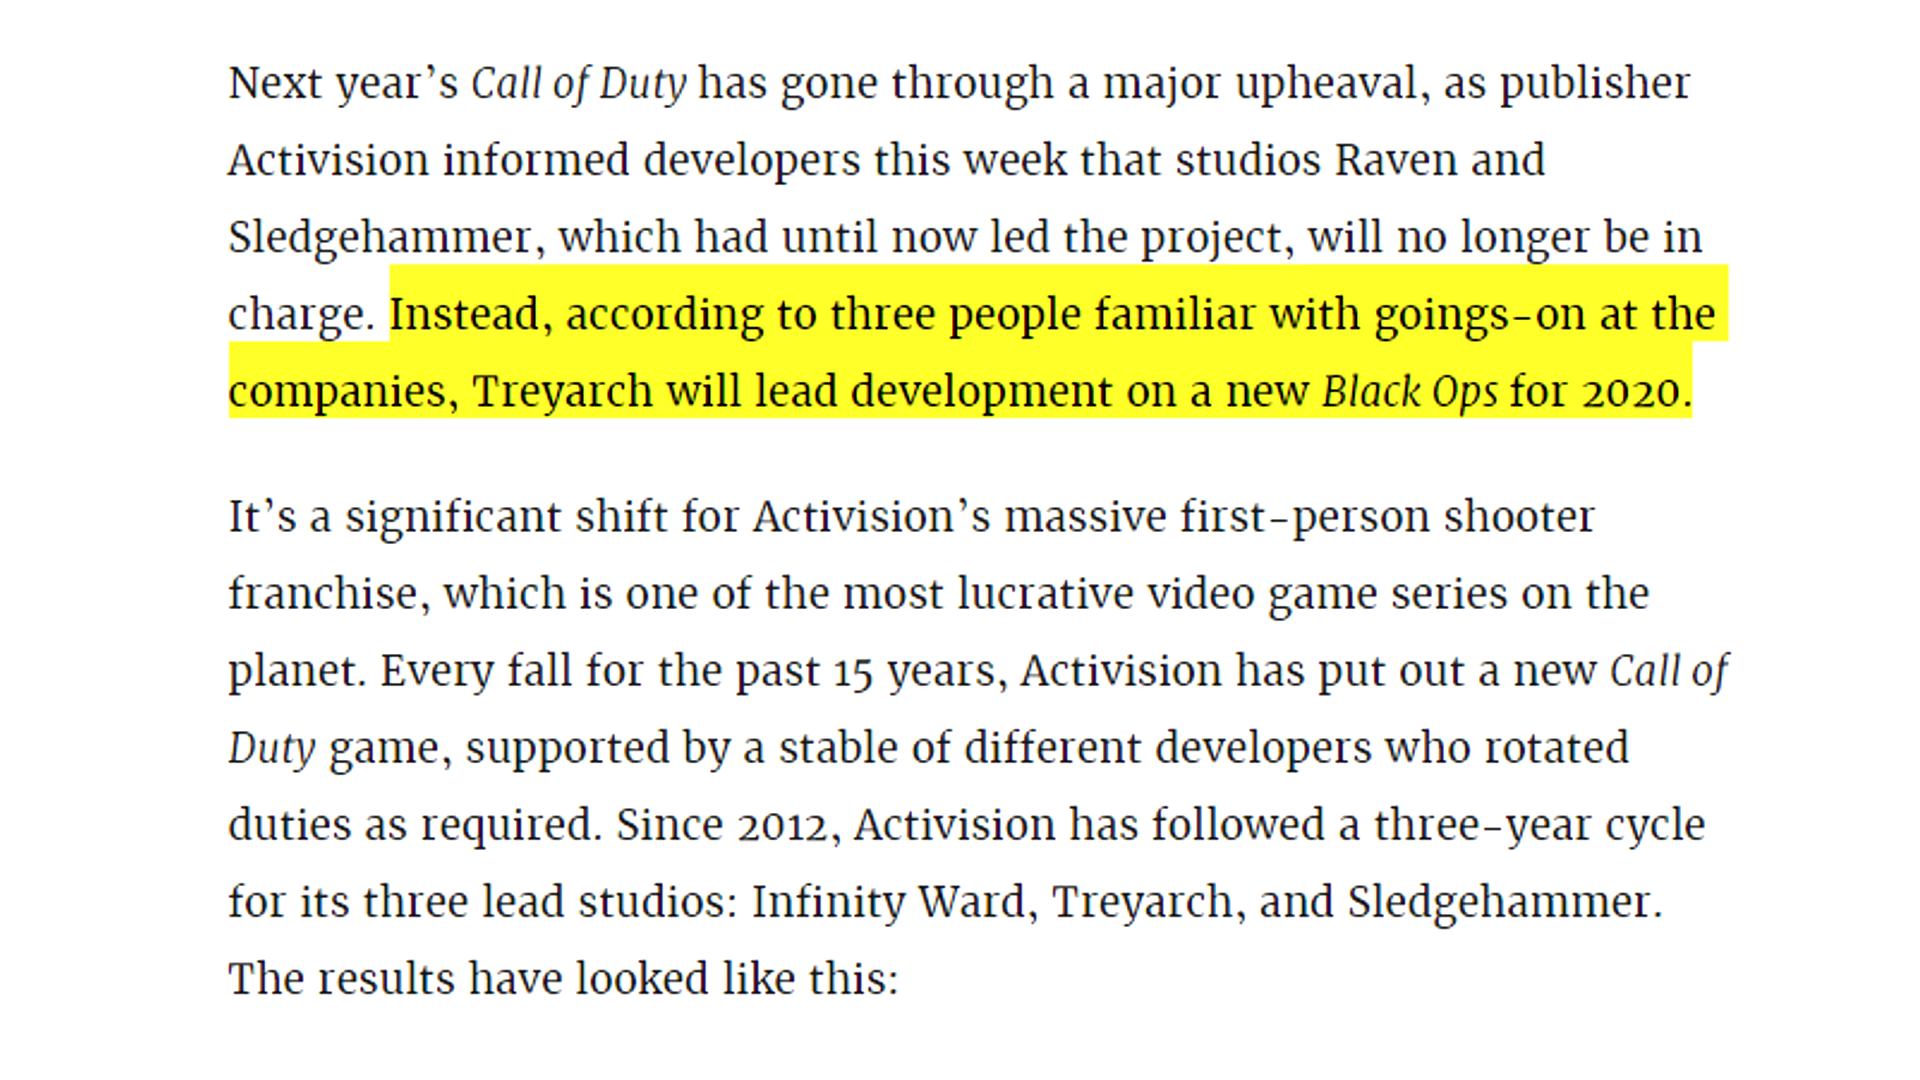 Next year’s Call of Duty has gone through a major upheaval, as publisher
Activision informed developers this week that studios Raven and
Sledgehammer, which had until now led the project, will no longer be in
charge. Instead, according to three people familiar with goings-on at the
companies, Treyarch will lead development on a new Black Ops for 2020.
It’s a significant shift for Activision’s massive first-person shooter
franchise, which is one of the most lucrative video game series on the
planet. Every fall for the past 15 years, Activision has put out a new Call of
Duty game, supported by a stable of different developers who rotated
duties as required. Since 2012, Activision has followed a three-year cycle
for its three lead studios: Infinity Ward, Treyarch, and Sledgehammer.
The results have looked like this: